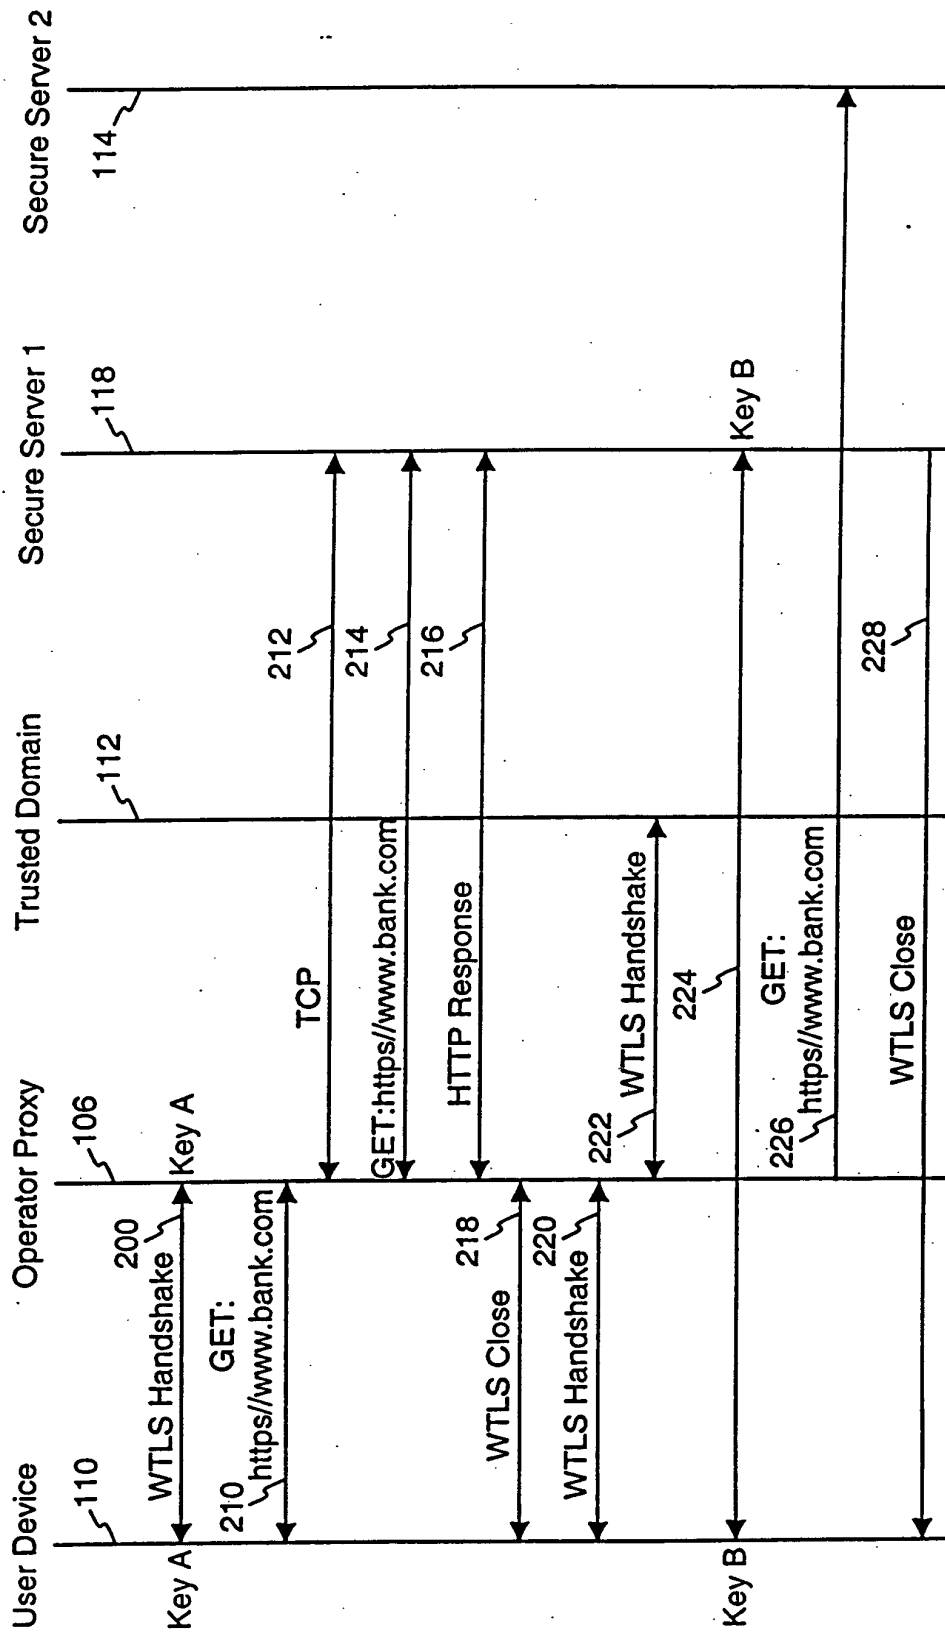 User Device
Operator Proxy
Trusted Domain
Secure Server 1
Secure Server 2
110
106
112
118
114
Key A
WTLS Handshake
200
Key A
GET:
210
https//www.bank.com
TCP
212
GET:https//www.bank.com
214
HTTP Response
216
WTLS Close
218
WTLS Handshake
220
222
WTLS Handshake
Key B
224
Key B
GET:
226
https//www.bank.com
WTLS Close
228